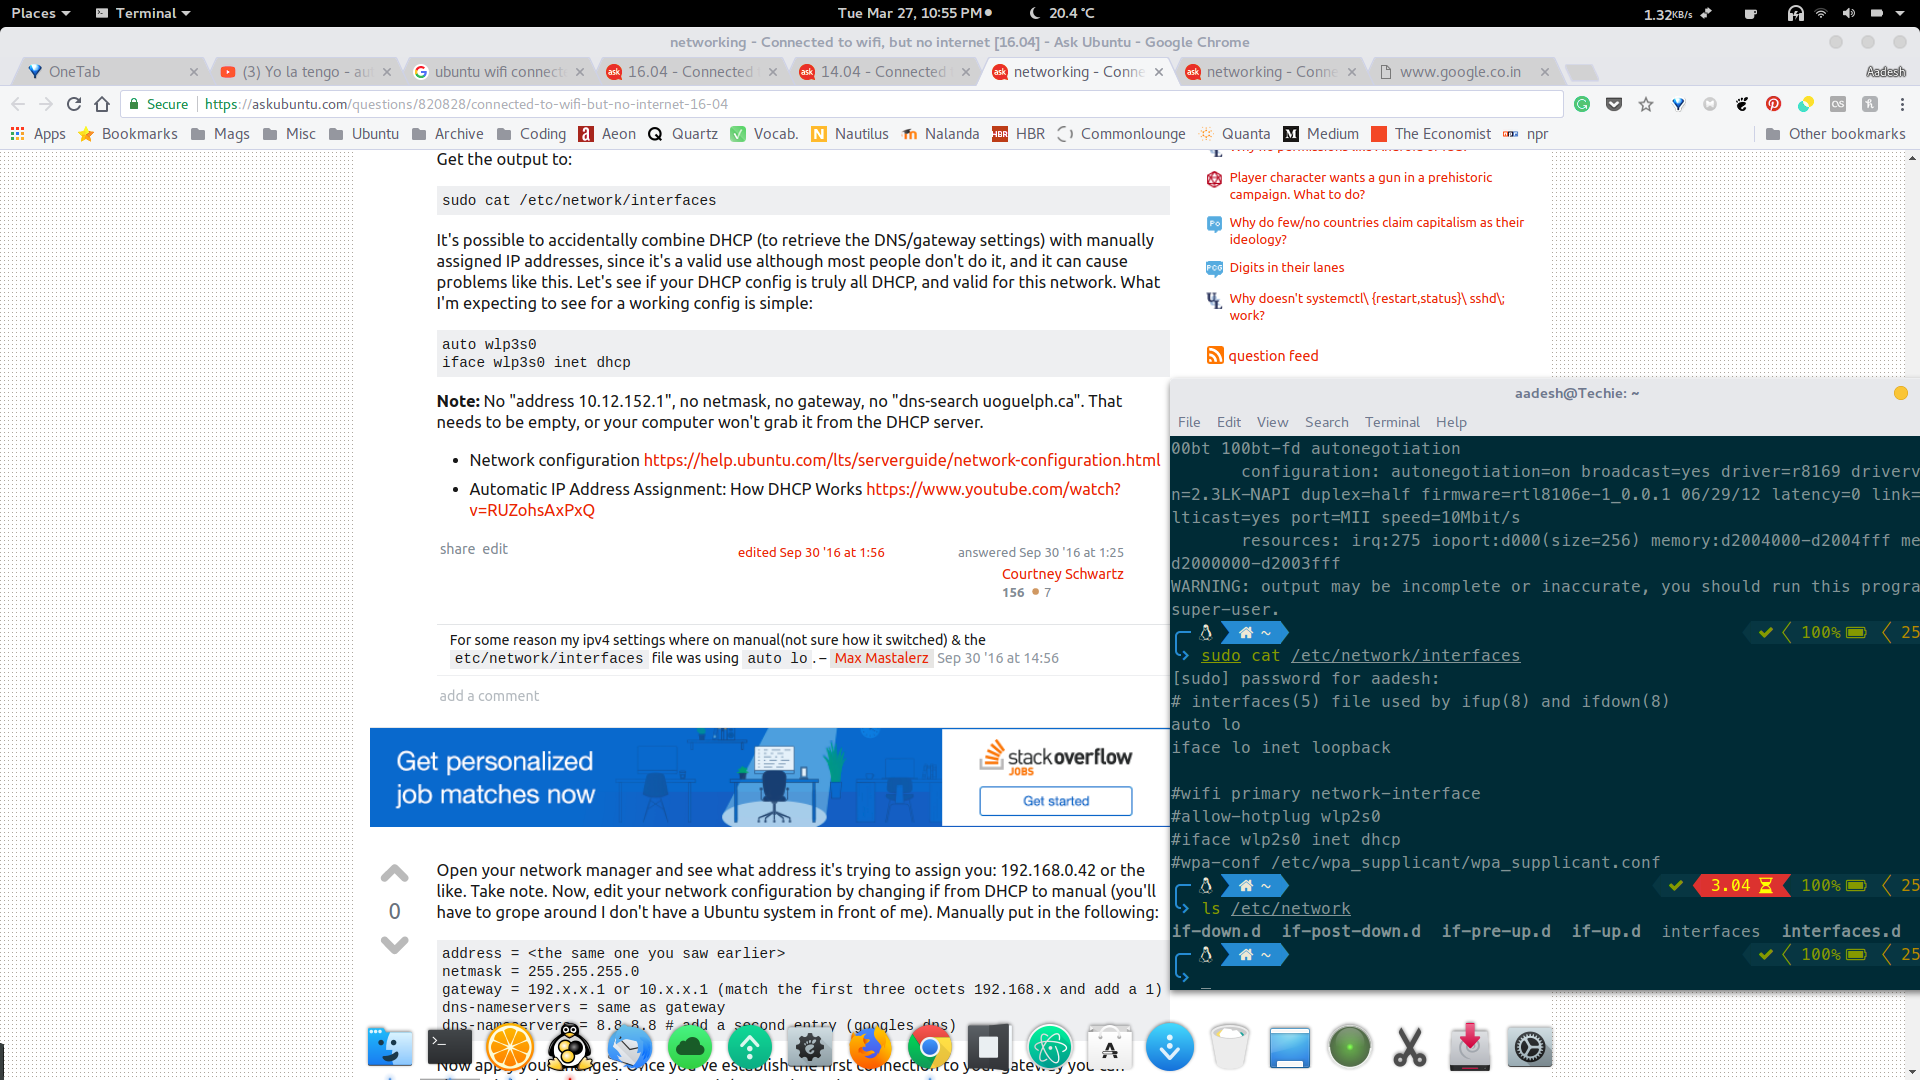 Places Terminal Tue Mar 27, 10:55 PM 20.4 °C 1.32KB/s
networking - Connected to wifi, but no internet [16.04] - Ask Ubuntu - Google Chrome
OneTab (3) Yo la tengo - au ubuntu wifi connect 16.04 - Connected 14.04 - Connected networking - Conne networking - Conne www.google.co.in Aadesh
Secure https://askubuntu.com/questions/820828/connected-to-wifi-but-no-internet-16-04
Apps Bookmarks Mags Misc Ubuntu Archive Coding Aeon Quartz Vocab. Nautilus Nalanda HBR Commonlounge Quanta Medium The Economist npr Other bookmarks
Get the output to:
sudo cat /etc/network/interfaces
It's possible to accidentally combine DHCP (to retrieve the DNS/gateway settings) with manually
assigned IP addresses, since it's a valid use although most people don't do it, and it can cause
problems like this. Let's see if your DHCP config is truly all DHCP, and valid for this network. What
I'm expecting to see for a working config is simple:
auto wlp3s0
iface wlp3s0 inet dhcp
Note: No "address 10.12.152.1", no netmask, no gateway, no "dns-search uoguelph.ca". That
needs to be empty, or your computer won't grab it from the DHCP server.
• Network configuration https://help.ubuntu.com/lts/serverguide/network-configuration.html
• Automatic IP Address Assignment: How DHCP Works https://www.youtube.com/watch?
v=RUZohsAxPxQ
share edit edited Sep 30 '16 at 1:56 answered Sep 30 '16 at 1:25
Courtney Schwartz
156 7
For some reason my ipv4 settings where on manual(not sure how it switched) & the
etc/network/interfaces file was using auto lo . – Max Mastalerz Sep 30 '16 at 14:56
add a comment
Get personalized
job matches now
stackoverflow
JOBS
Get started
0
Open your network manager and see what address it's trying to assign you: 192.168.0.42 or the
like. Take note. Now, edit your network configuration by changing if from DHCP to manual (you'll
have to grope around I don't have a Ubuntu system in front of me). Manually put in the following:
address = <the same one you saw earlier>
netmask = 255.255.255.0
gateway = 192.x.x.1 or 10.x.x.1 (match the first three octets 192.168.x and add a 1)
dns-nameservers = same as gateway
dns-nameservers = 8.8.8.8 # add a second entry (googles dns)
Now apply your changes. Once you've establish the first connection to your gateway you can
Player character wants a gun in a prehistoric
campaign. What to do?
Why do few/no countries claim capitalism as their
ideology?
Digits in their lanes
Why doesn't systemctl\ {restart,status}\ sshd\;
work?
question feed
aadesh@Techie: ~
File Edit View Search Terminal Help
00bt 100bt-fd autonegotiation
configuration: autonegotiation=on broadcast=yes driver=r8169 driverv
n=2.3LK-NAPI duplex=half firmware=rtl8106e-1_0.0.1 06/29/12 latency=0 link=
lticast=yes port=MII speed=10Mbit/s
resources: irq:275 ioport:d000(size=256) memory:d2004000-d2004fff me
d2000000-d2003fff
WARNING: output may be incomplete or inaccurate, you should run this progra
super-user.
~ 100% 25
sudo cat /etc/network/interfaces
[sudo] password for aadesh:
# interfaces(5) file used by ifup(8) and ifdown(8)
auto lo
iface lo inet loopback
#wifi primary network-interface
#allow-hotplug wlp2s0
#iface wlp2s0 inet dhcp
#wpa-conf /etc/wpa_supplicant/wpa_supplicant.conf
~ 3.04 100% 25
ls /etc/network
if-down.d if-post-down.d if-pre-up.d if-up.d interfaces interfaces.d
~ 100% 25